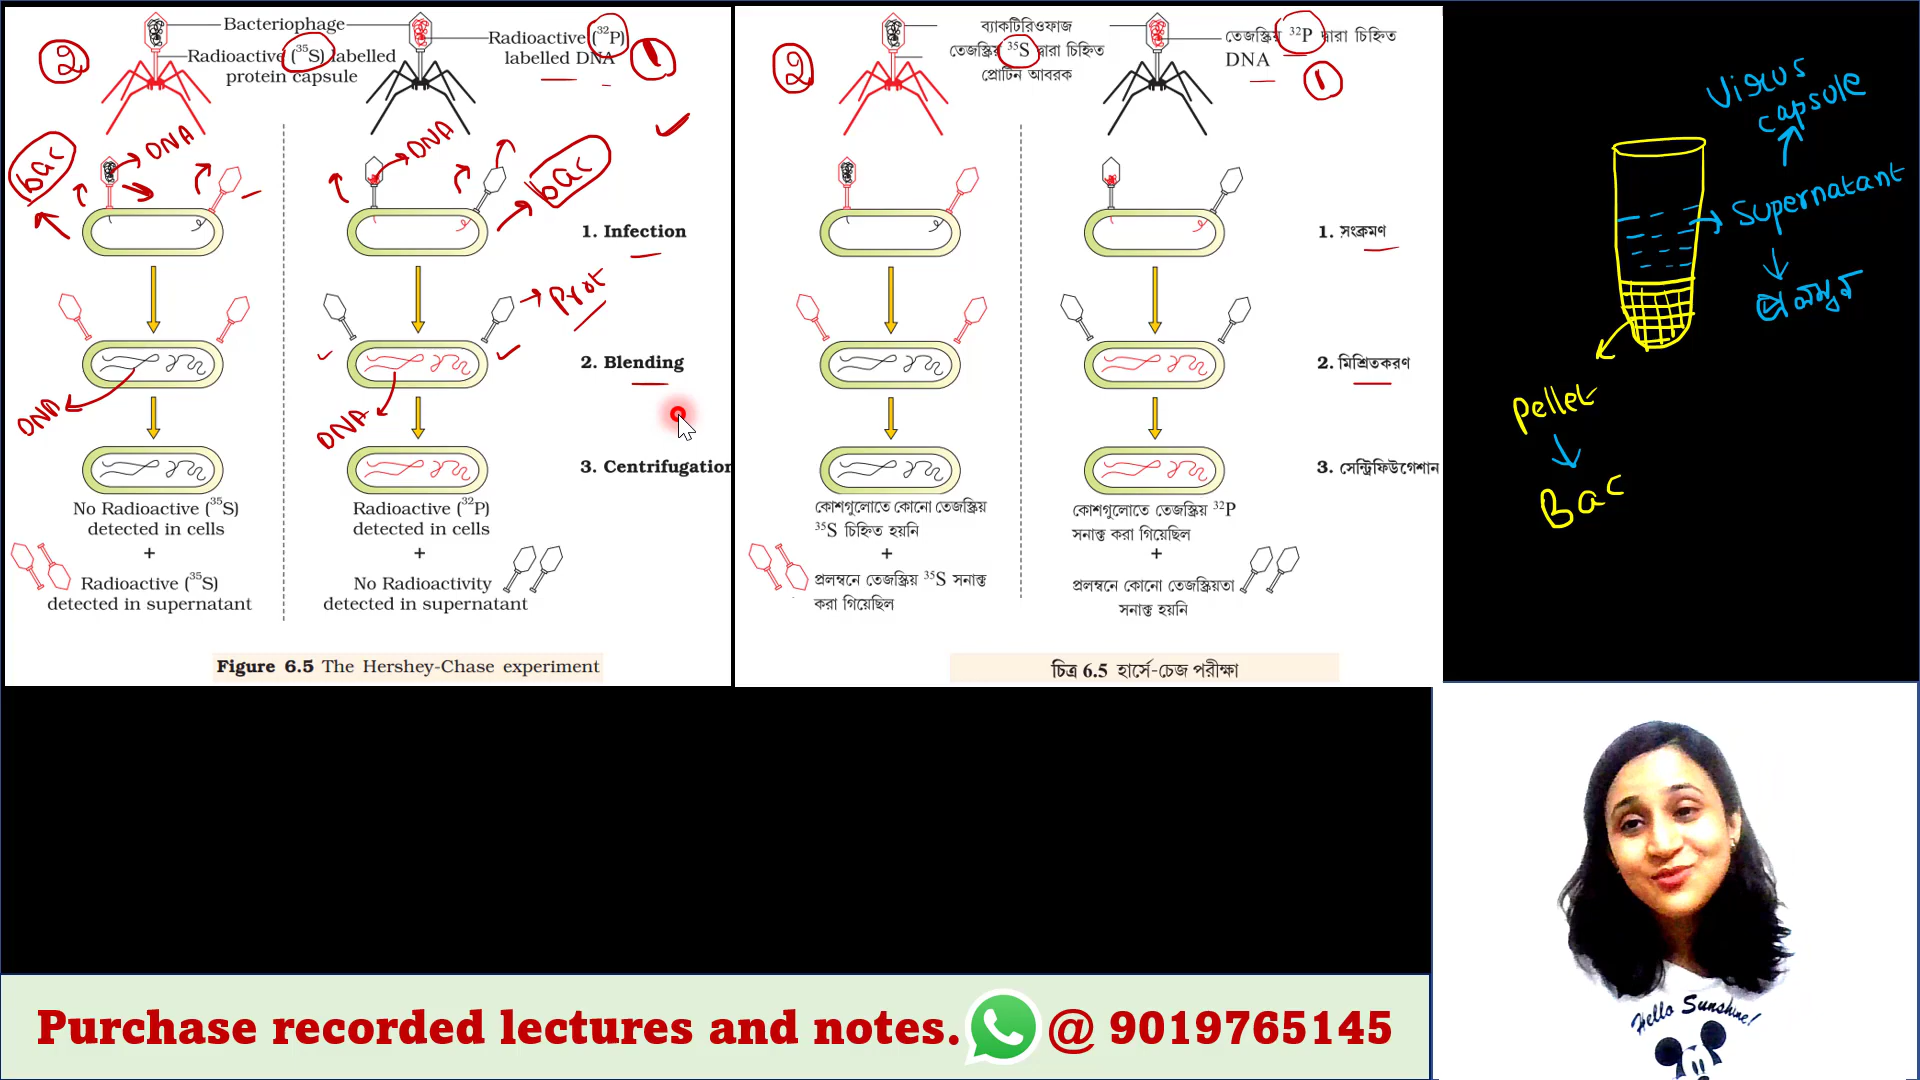 Bacteriophage
Radioactive (35S) labelled
protein capsule
Radioactive (32P)
labelled DNA
2
1
bac
DNA
DNA
bac
1. Infection
Prot
2. Blending
DNA
DNA
3. Centrifugation
No Radioactive (35S)
detected in cells
+
Radioactive (35S)
detected in supernatant
Radioactive (32P)
detected in cells
+
No Radioactivity
detected in supernatant
Figure 6.5 The Hershey-Chase experiment
ব্যাকটিরিওফাজ
তেজস্ক্রিয় 35S দ্বারা চিহ্নিত
প্রোটিন আবরক
তেজস্ক্রিয় 32P দ্বারা চিহ্নিত
DNA
2
1
1. সংক্রমণ
2. মিশ্রিতকরণ
3. সেন্ট্রিফিউগেশান
কোশগুলোতে কোনো তেজস্ক্রিয়
35S চিহ্নিত হয়নি
+
প্রলম্বনে তেজস্ক্রিয় 35S সনাক্ত
করা গিয়েছিল
কোশগুলোতে তেজস্ক্রিয় 32P
সনাক্ত করা গিয়েছিল
+
প্রলম্বনে কোনো তেজস্ক্রিয়তা
সনাক্ত হয়নি
চিত্র 6.5 হার্সে-চেজ পরীক্ষা
Virus
capsule
Supernatant
Pellet
Bac
Purchase recorded lectures and notes. @ 9019765145
Hello Sunshine!